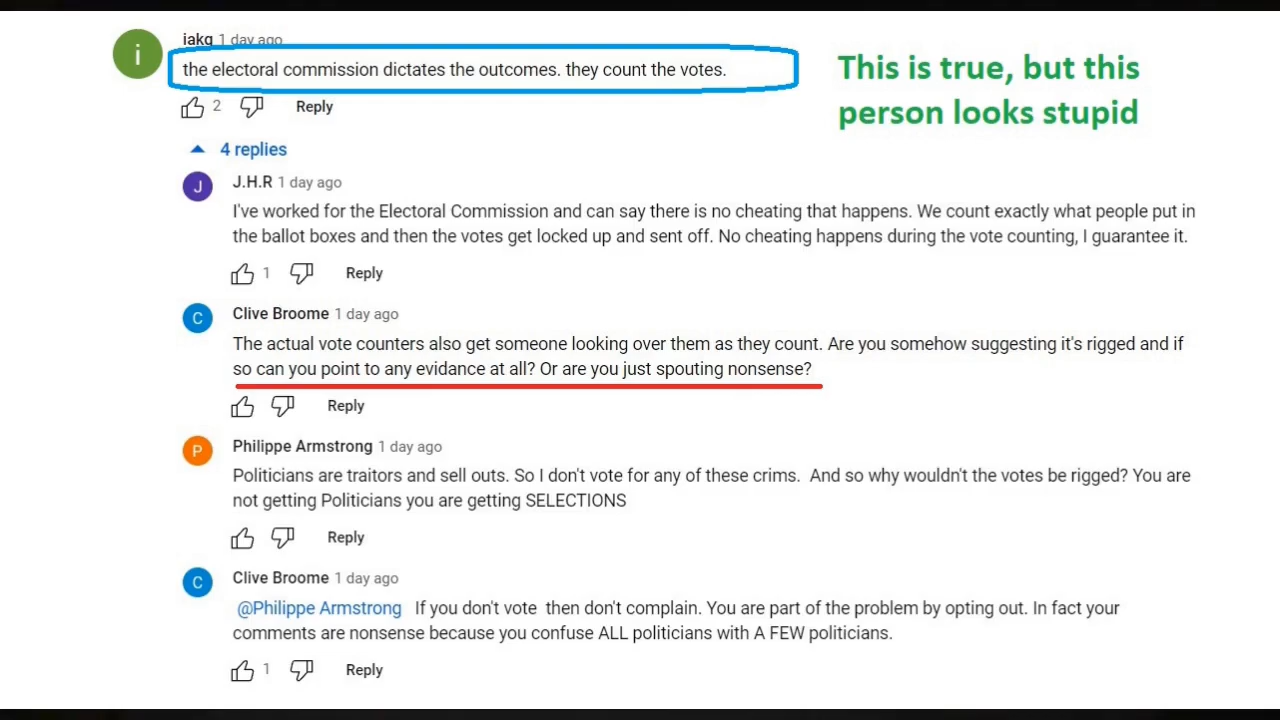 iakq 1 day ago
the electoral commission dictates the outcomes. they count the votes.
This is true, but this
person looks stupid
2 Reply
4 replies
J.H.R 1 day ago
I've worked for the Electoral Commission and can say there is no cheating that happens. We count exactly what people put in
the ballot boxes and then the votes get locked up and sent off. No cheating happens during the vote counting, I guarantee it.
1 Reply
Clive Broome 1 day ago
The actual vote counters also get someone looking over them as they count. Are you somehow suggesting it's rigged and if
so can you point to any evidance at all? Or are you just spouting nonsense?
Reply
Philippe Armstrong 1 day ago
Politicians are traitors and sell outs. So I don't vote for any of these crims.  And so why wouldn't the votes be rigged? You are
not getting Politicians you are getting SELECTIONS
Reply
Clive Broome 1 day ago
@Philippe Armstrong If you don't vote  then don't complain. You are part of the problem by opting out. In fact your
comments are nonsense because you confuse ALL politicians with A FEW politicians.
1 Reply
i
J
C
P
C